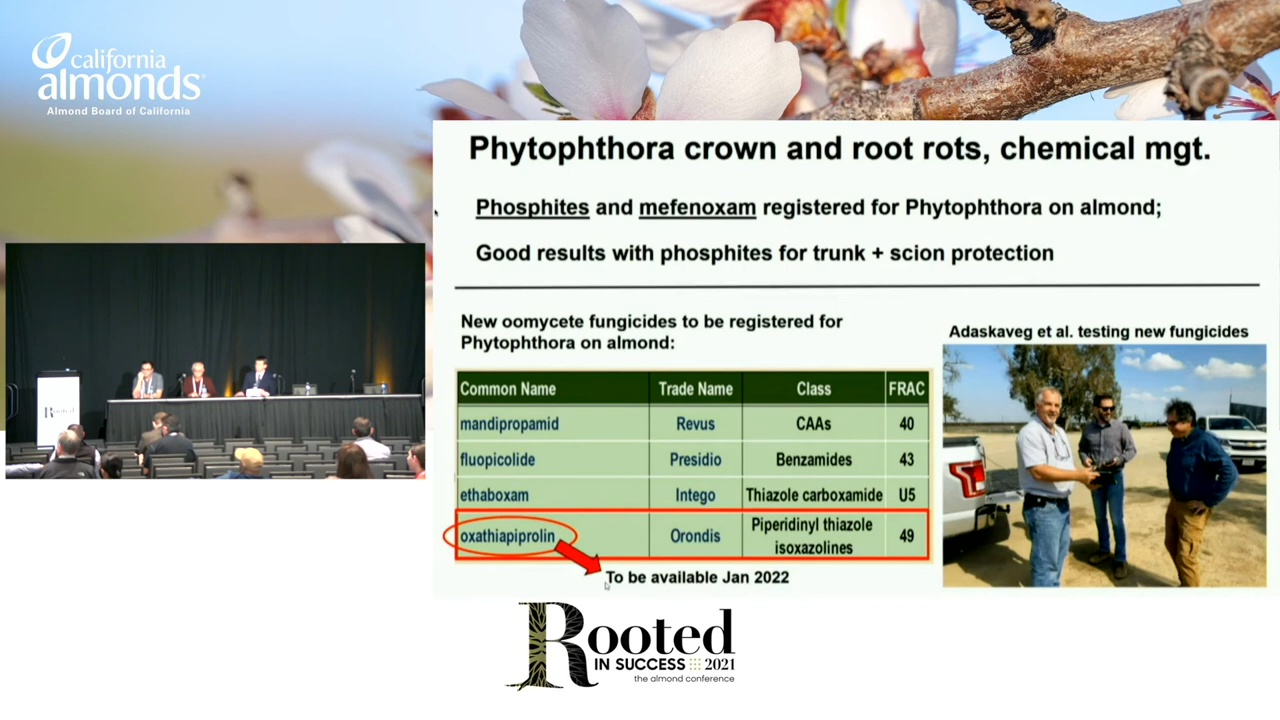 california
almonds
Almond Board of California
Phytophthora crown and root rots, chemical mgt.
Phosphites and mefenoxam registered for Phytophthora on almond;
Good results with phosphites for trunk + scion protection
New oomycete fungicides to be registered for
Phytophthora on almond:
Adaskaveg et al. testing new fungicides
Common Name Trade Name Class FRAC
mandipropamid Revus CAAs 40
fluopicolide Presidio Benzamides 43
ethaboxam Intego Thiazole carboxamide U5
oxathiapiprolin Orondis Piperidinyl thiazole isoxazolines 49
To be available Jan 2022
Rooted
Rooted
IN SUCCESS 2021
the almond conference